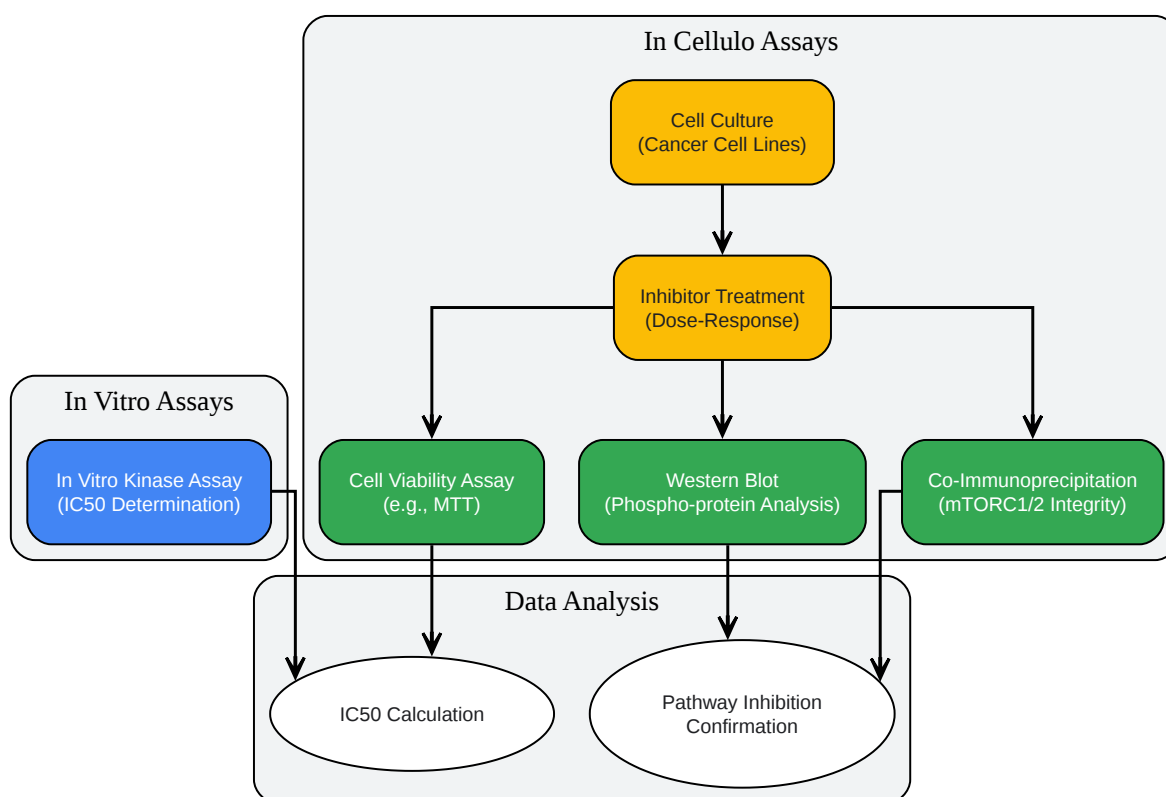 In Cellulo Assays
Cell Culture
(Cancer Cell Lines)
Inhibitor Treatment
(Dose-Response)
In Vitro Assays
In Vitro Kinase Assay
(IC50 Determination)
Cell Viability Assay
(e.g., MTT)
Western Blot
(Phospho-protein Analysis)
Co-Immunoprecipitation
(mTORC1/2 Integrity)
Data Analysis
IC50 Calculation
Pathway Inhibition
Confirmation